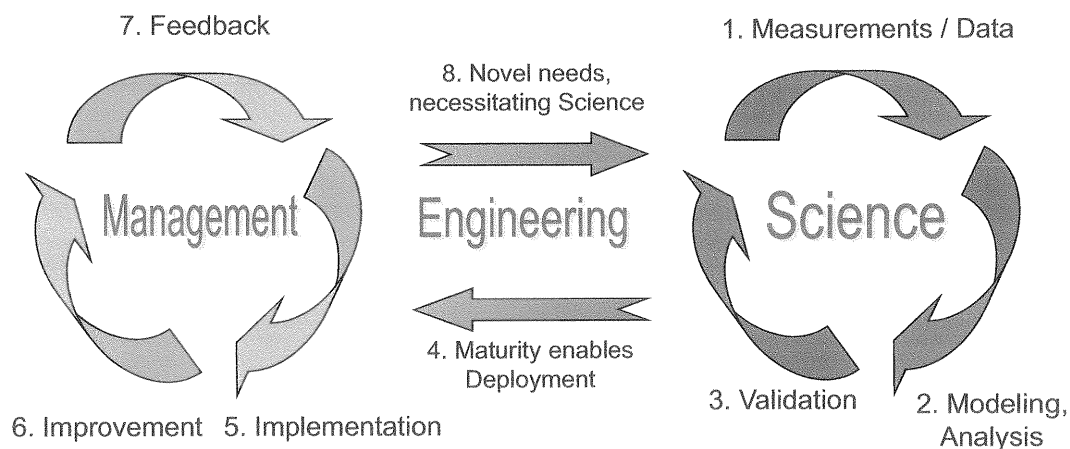 7. Feedback
1. Measurements / Data
8. Novel needs,
necessitating Science
Management
Engineering
Science
4. Maturity enables
Deployment
3. Validation
2. Modeling,
Analysis
6. Improvement
5. Implementation